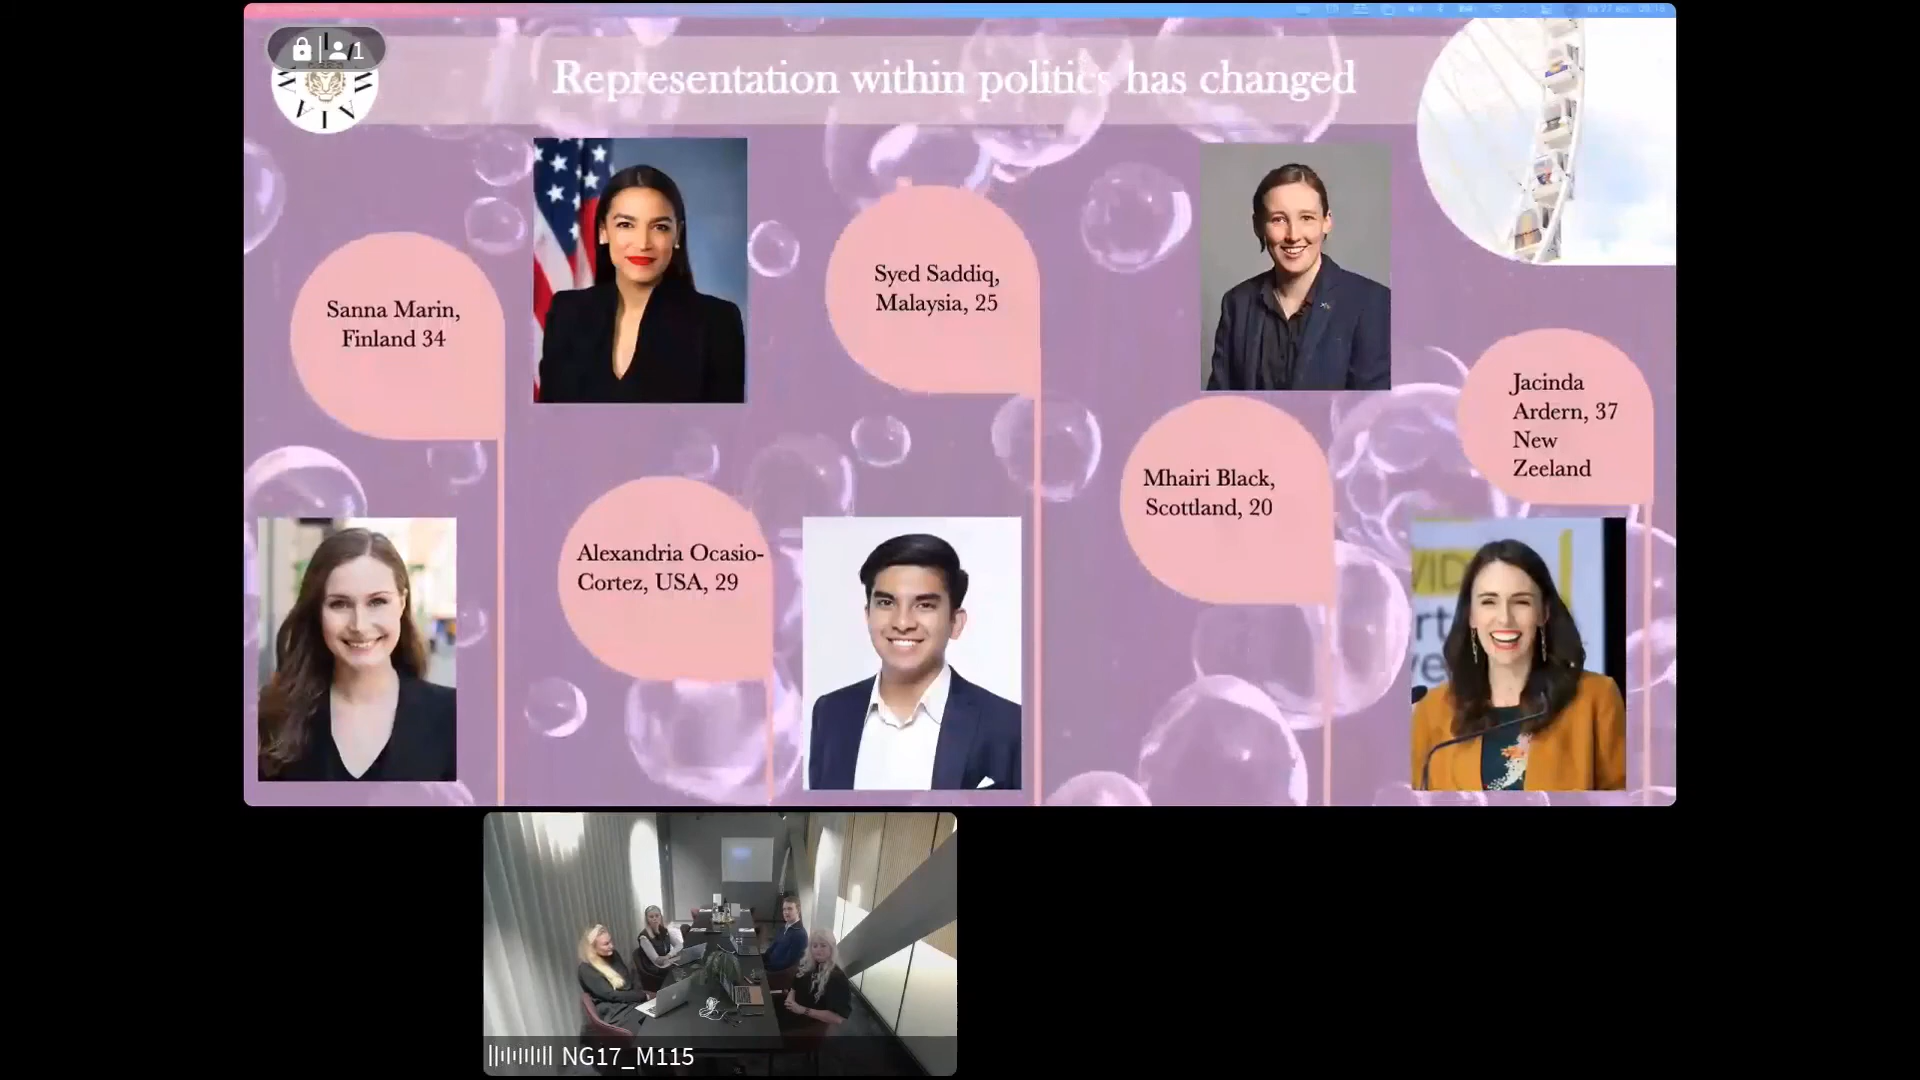 1
Representation within politics has changed
Sanna Marin,
Finland 34
Syed Saddiq,
Malaysia, 25
Jacinda
Ardern, 37
New
Zeeland
Mhairi Black,
Scottland, 20
Alexandria Ocasio-
Cortez, USA, 29
NG17_M115